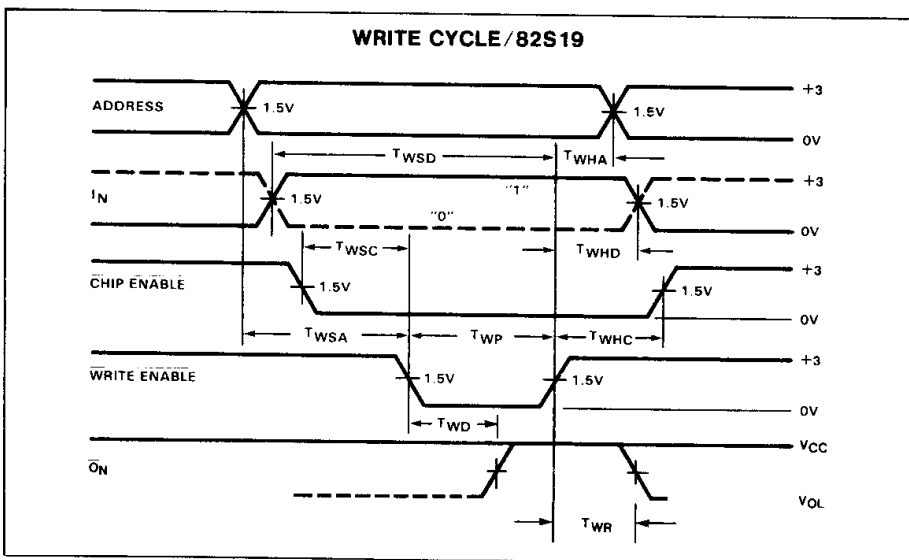 WRITE CYCLE/82S19
ADDRESS
1.5V
1.5V
+3
0V
TWSD
TWHA
IN
1.5V
"1"
"0"
1.5V
+3
0V
TWSC
TWHD
CHIP ENABLE
1.5V
1.5V
+3
0V
TWSA
TWP
TWHC
WRITE ENABLE
1.5V
1.5V
+3
0V
TWD
ON
VCC
VOL
TWR